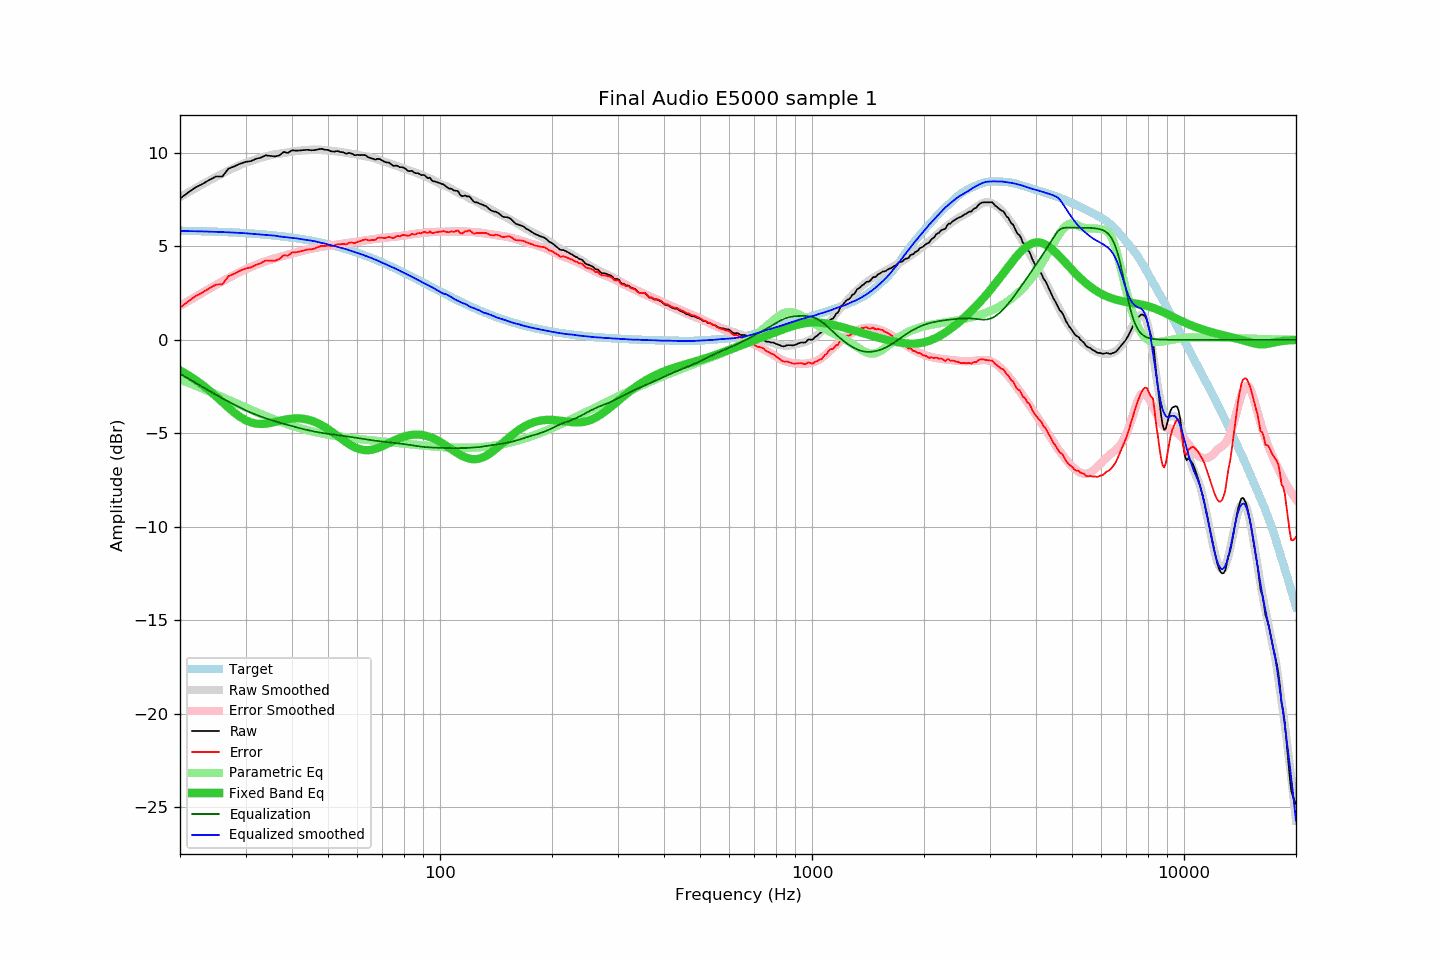 Final Audio E5000 sample 1
Amplitude (dBr)
10
5
0
−5
−10
−15
−20
−25
Target
Raw Smoothed
Error Smoothed
Raw
Error
Parametric Eq
Fixed Band Eq
Equalization
Equalized smoothed
100
1000
10000
Frequency (Hz)